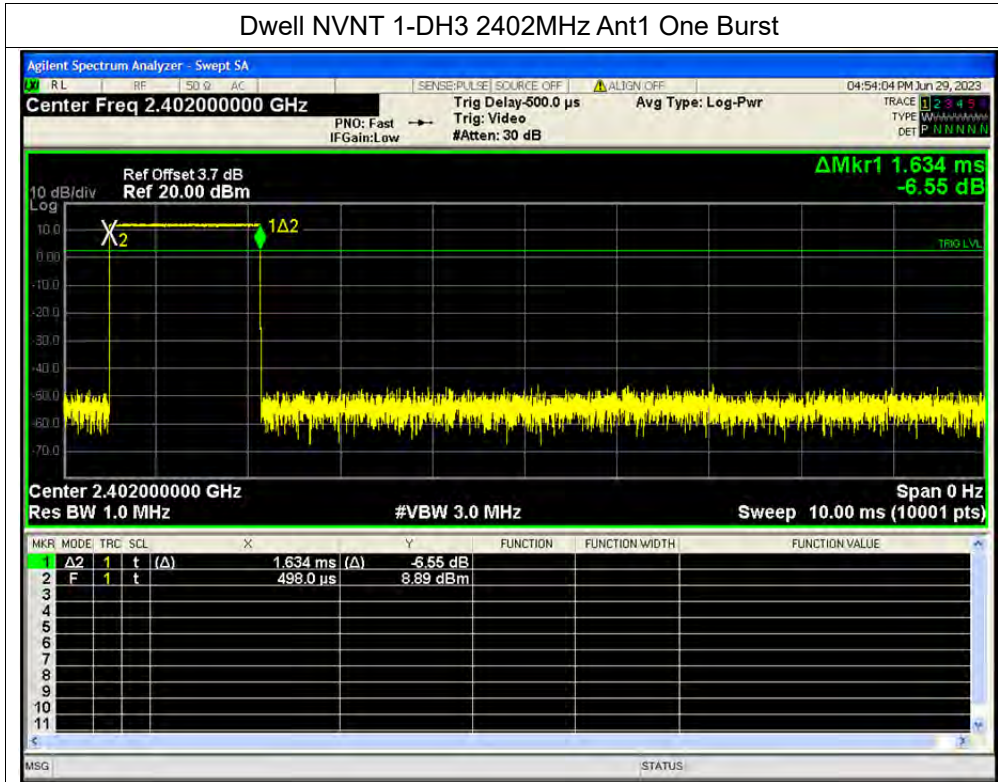 Dwell NVNT 1-DH3 2402MHz Ant1 One Burst
Agilent Spectrum Analyzer - Swept SA
RL RF 50 Ω AC SENSE:PULSE SOURCE OFF ALIGN OFF 04:54:04 PM Jun 29, 2023
Center Freq 2.402000000 GHz Trig Delay-500.0 μs Avg Type: Log-Pwr TRACE 1 2 3 4 5 6
PNO: Fast Trig: Video TYPE W
IFGain:Low #Atten: 30 dB DET P N N N N N
ΔMkr1 1.634 ms
-6.55 dB
Ref Offset 3.7 dB
10 dB/div Ref 20.00 dBm
Log
10.0
2
1Δ2
TRIG LVL
0.00
-10.0
-20.0
-30.0
-40.0
-50.0
-60.0
-70.0
Center 2.402000000 GHz Span 0 Hz
Res BW 1.0 MHz #VBW 3.0 MHz Sweep 10.00 ms (10001 pts)
MKR MODE TRC SCL X Y FUNCTION FUNCTION WIDTH FUNCTION VALUE
1 Δ2 1 t (Δ) 1.634 ms (Δ) -6.55 dB
2 F 1 t 498.0 μs 8.89 dBm
3
4
5
6
7
8
9
10
11
MSG STATUS